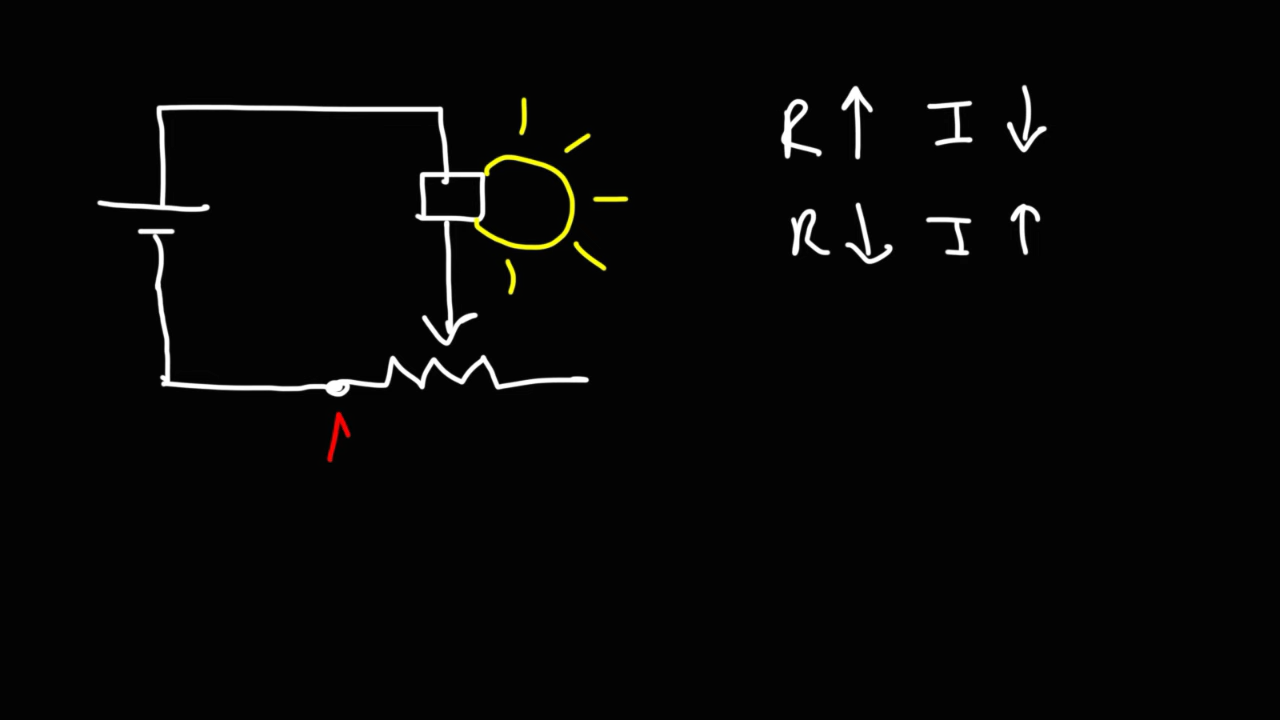 R ↑ I ↓
R ↓ I ↑